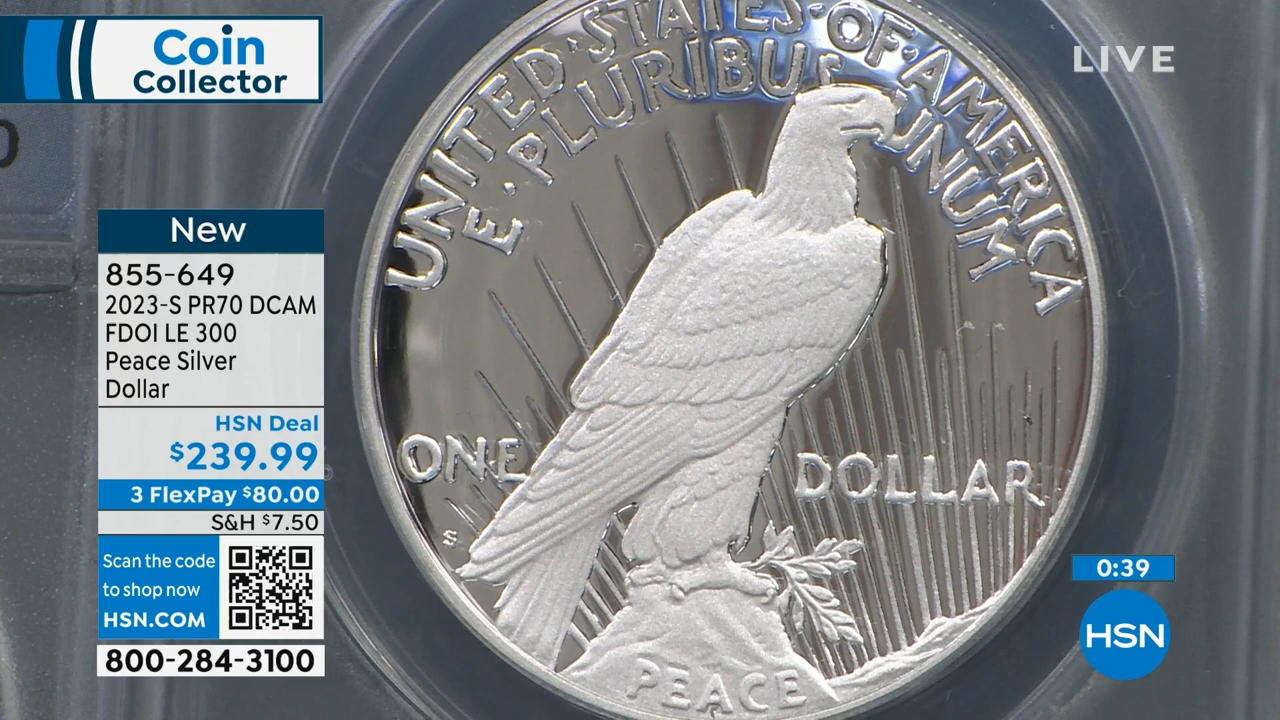 Coin
Collector
LIVE
New
855-649
2023-S PR70 DCAM
FDOI LE 300
Peace Silver
Dollar
HSN Deal
$239.99
3 FlexPay $80.00
S&H $7.50
Scan the code
to shop now
HSN.COM
800-284-3100
UNITED·STATES·OF·AMERICA
E·PLURIBUS UNUM
ONE DOLLAR
S
PEACE
0:39
HSN